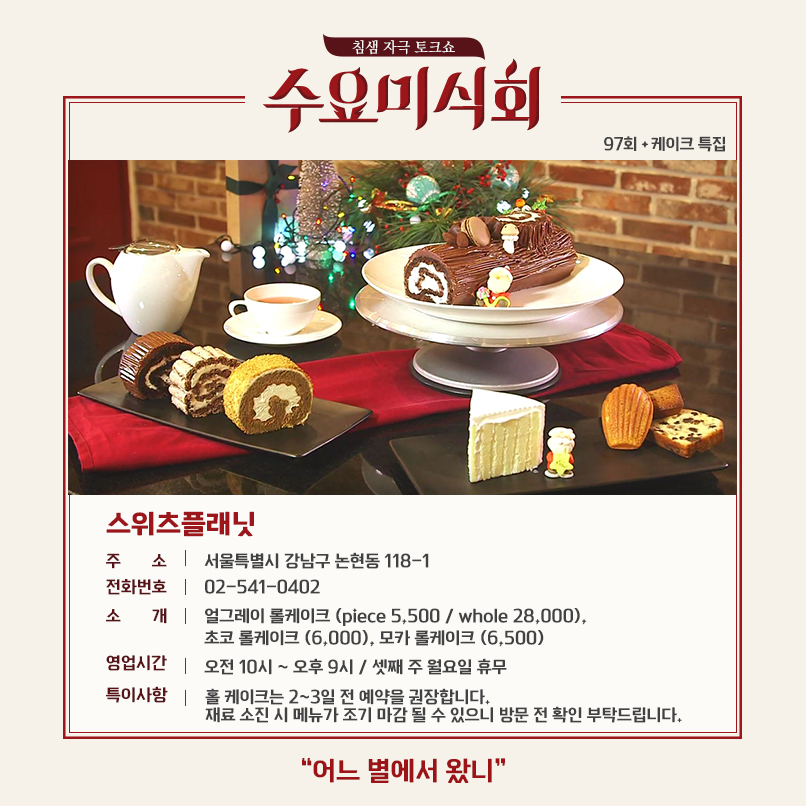 침샘 자극 토크쇼
수요미식회
97회 + 케이크 특집
스위츠플래닛
주 소 | 서울특별시 강남구 논현동 118-1
전화번호 | 02-541-0402
소 개 | 얼그레이 롤케이크 (piece 5,500 / whole 28,000),
초코 롤케이크 (6,000), 모카 롤케이크 (6,500)
영업시간 | 오전 10시 ~ 오후 9시 / 셋째 주 월요일 휴무
특이사항 | 홀 케이크는 2~3일 전 예약을 권장합니다.
재료 소진 시 메뉴가 조기 마감 될 수 있으니 방문 전 확인 부탁드립니다.
“어느 별에서 왔니”